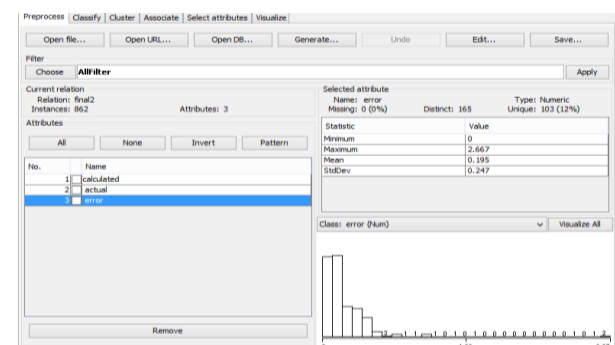 Preprocess Classify Cluster Associate Select attributes Visualize
Open file... Open URL... Open DB... Generate... Undo Edit... Save...
Filter
Choose AllFilter Apply
Current relation
Relation: final2
Instances: 862 Attributes: 3
Attributes
All None Invert Pattern
No. Name
1 calculated
2 actual
3 error
Remove
Selected attribute
Name: error Type: Numeric
Missing: 0 (0%) Distinct: 165 Unique: 103 (12%)
Statistic Value
Minimum 0
Maximum 2.667
Mean 0.195
StdDev 0.247
Class: error (Num) Visualize All